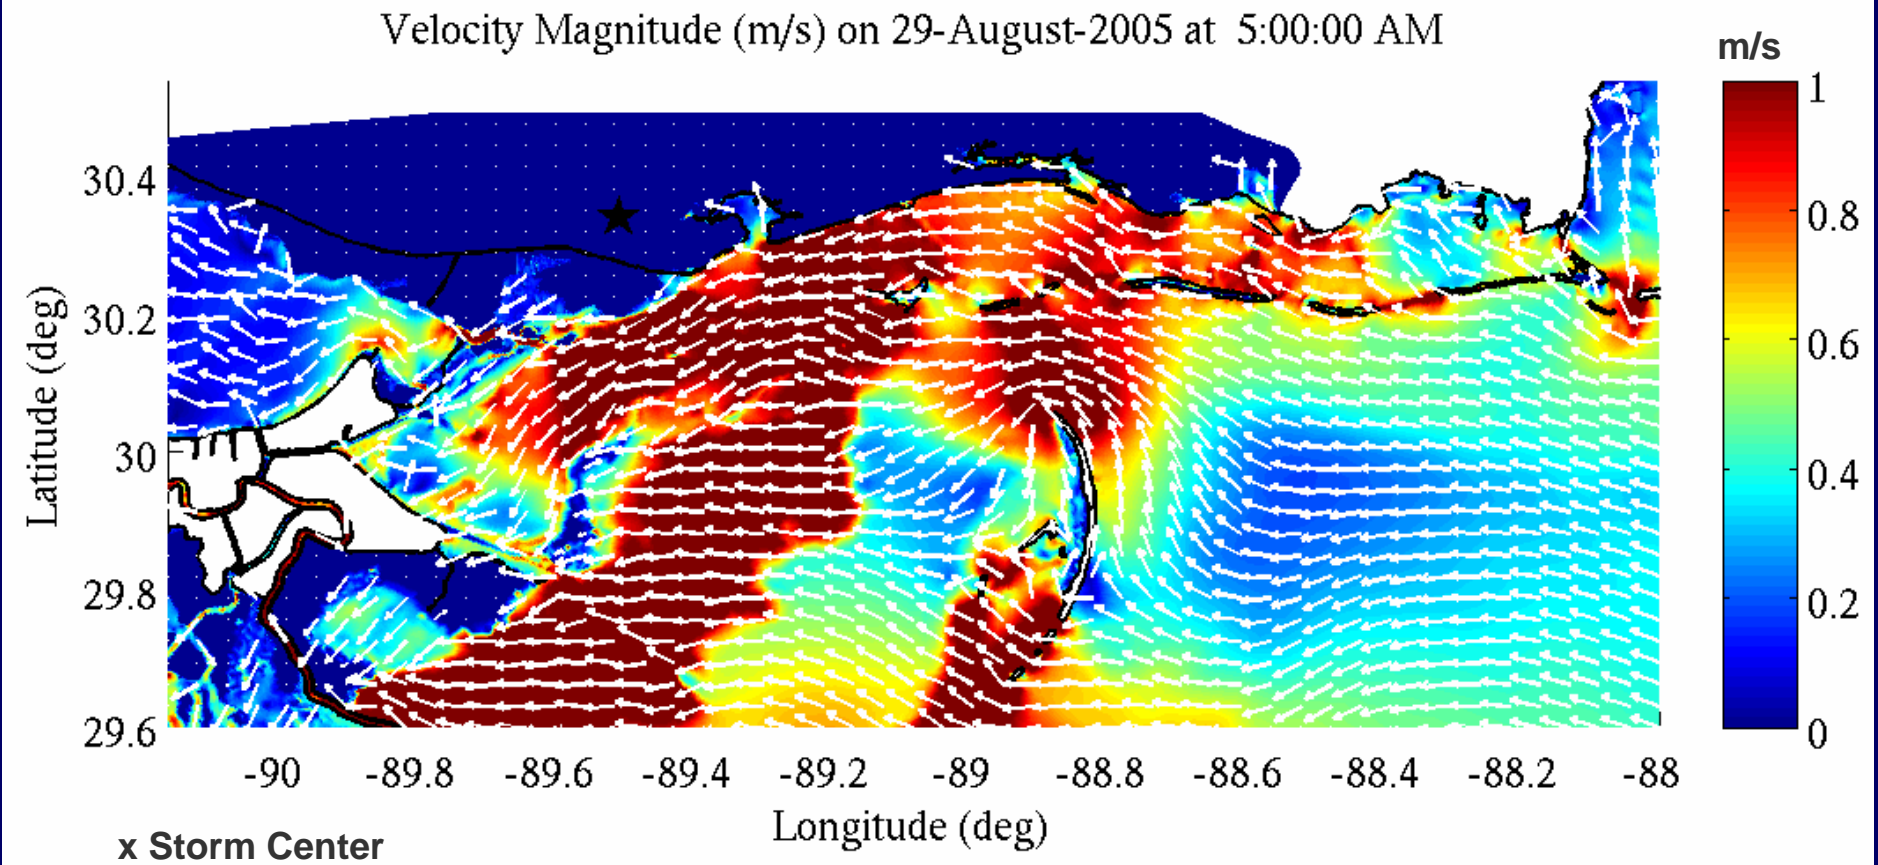 Velocity Magnitude (m/s) on 29-August-2005 at 5:00:00 AM
m/s
1
0.8
0.6
0.4
0.2
0
30.4
30.2
30
29.8
29.6
Latitude (deg)
-90 -89.8 -89.6 -89.4 -89.2 -89 -88.8 -88.6 -88.4 -88.2 -88
Longitude (deg)
x Storm Center